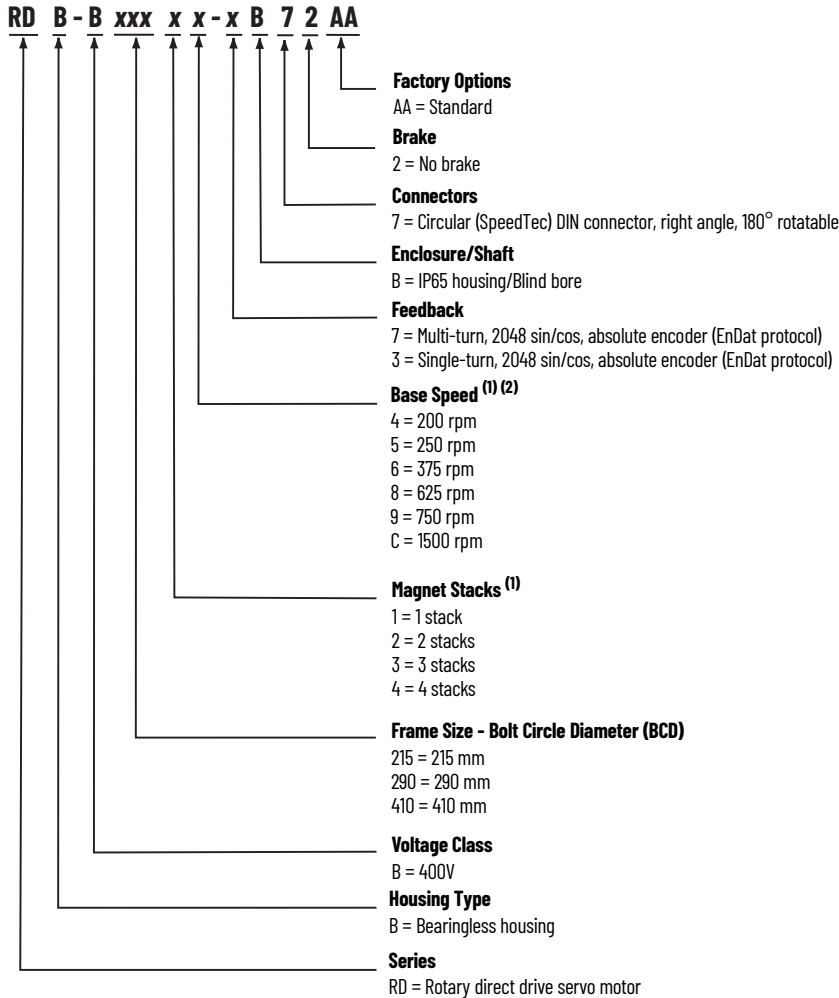 RD B - B xxx x x - x B 7 2 AA
Factory Options
AA = Standard
Brake
2 = No brake
Connectors
7 = Circular (SpeedTec) DIN connector, right angle, 180° rotatable
Enclosure/Shaft
B = IP65 housing/Blind bore
Feedback
7 = Multi-turn, 2048 sin/cos, absolute encoder (EnDat protocol)
3 = Single-turn, 2048 sin/cos, absolute encoder (EnDat protocol)
Base Speed (1) (2)
4 = 200 rpm
5 = 250 rpm
6 = 375 rpm
8 = 625 rpm
9 = 750 rpm
C = 1500 rpm
Magnet Stacks (1)
1 = 1 stack
2 = 2 stacks
3 = 3 stacks
4 = 4 stacks
Frame Size - Bolt Circle Diameter (BCD)
215 = 215 mm
290 = 290 mm
410 = 410 mm
Voltage Class
B = 400V
Housing Type
B = Bearingless housing
Series
RD = Rotary direct drive servo motor